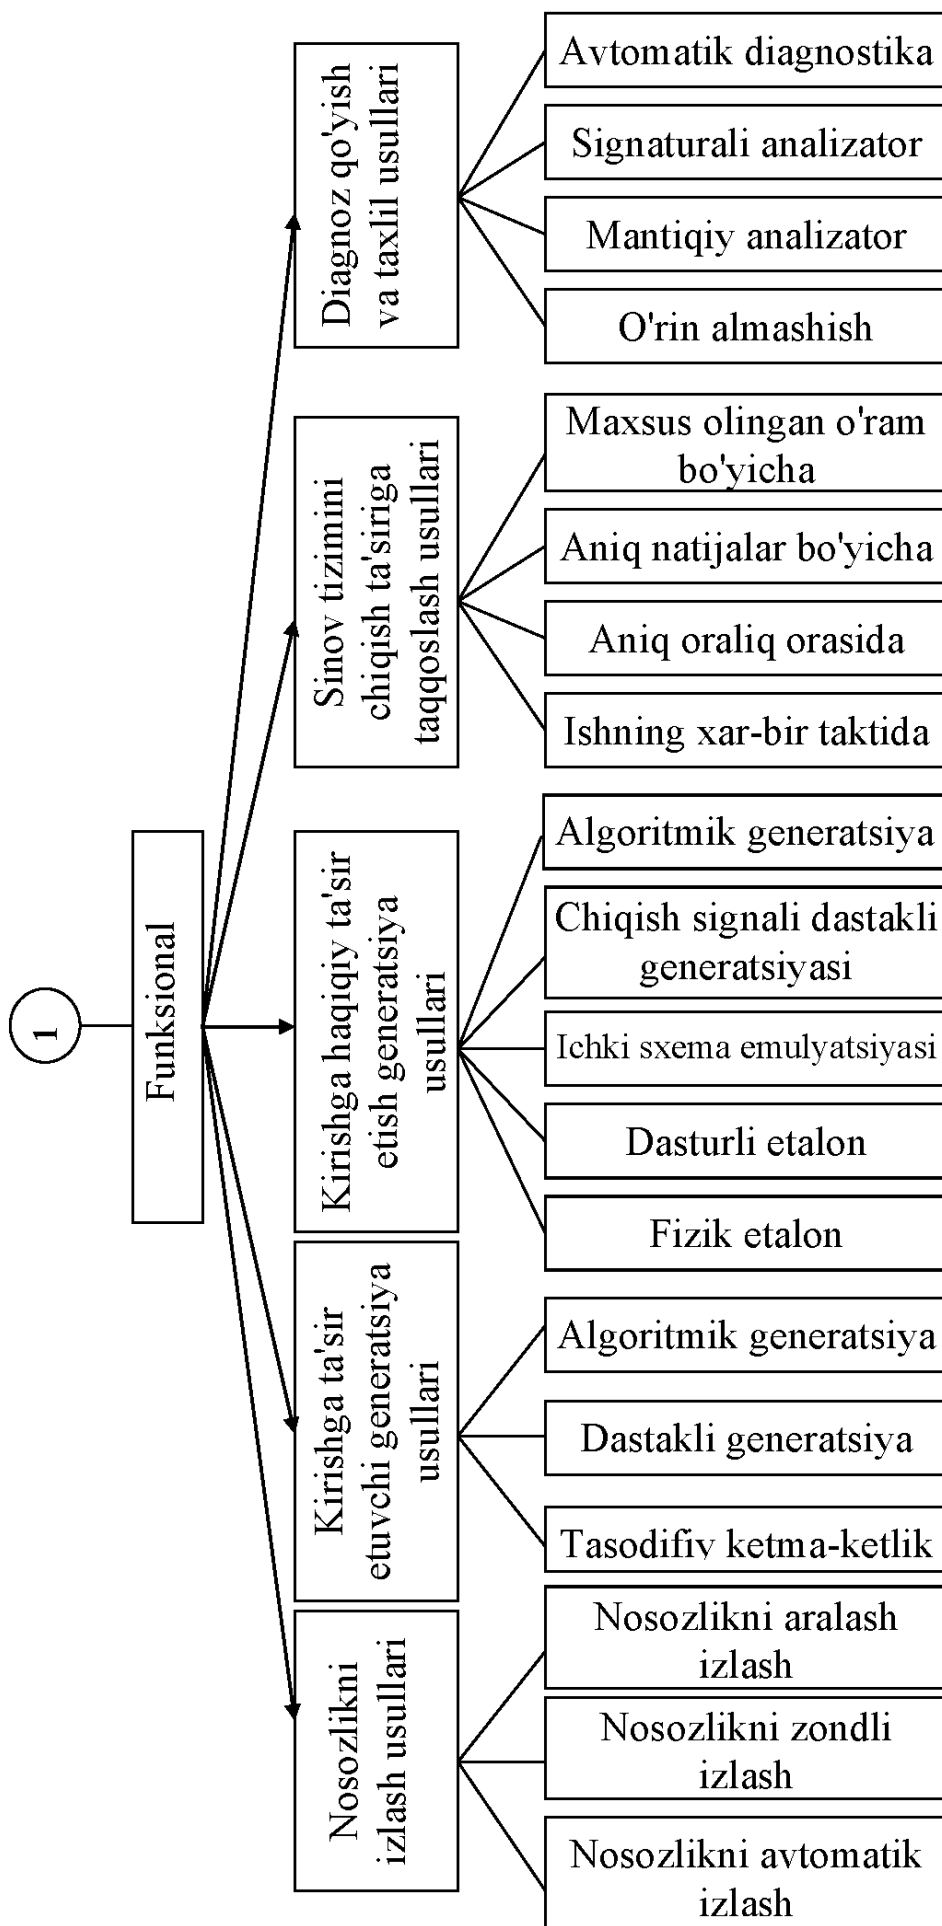 1
Funksional
Diagnoz qo'yish
va taxlil usullari
Avtomatik diagnostika
Signaturali analizator
Mantiqiy analizator
O'rin almashish
Sinov tizimini
chiqish ta'siriga
taqqoslash usullari
Maxsus olingan o'ram
bo'yicha
Aniq natijalar bo'yicha
Aniq oraliq orasida
Ishning xar-bir taktida
Kirishga haqiqiy ta'sir
etish generatsiya
usullari
Algoritmik generatsiya
Chiqish signali dastakli
generatsiyasi
Ichki sxema emulyatsiyasi
Dasturli etalon
Fizik etalon
Kirishga ta'sir
etuvchi generatsiya
usullari
Algoritmik generatsiya
Dastakli generatsiya
Tasodifiv ketma-ketlik
Nosozlikni
izlash usullari
Nosozlikni aralash
izlash
Nosozlikni zondli
izlash
Nosozlikni avtomatik
izlash